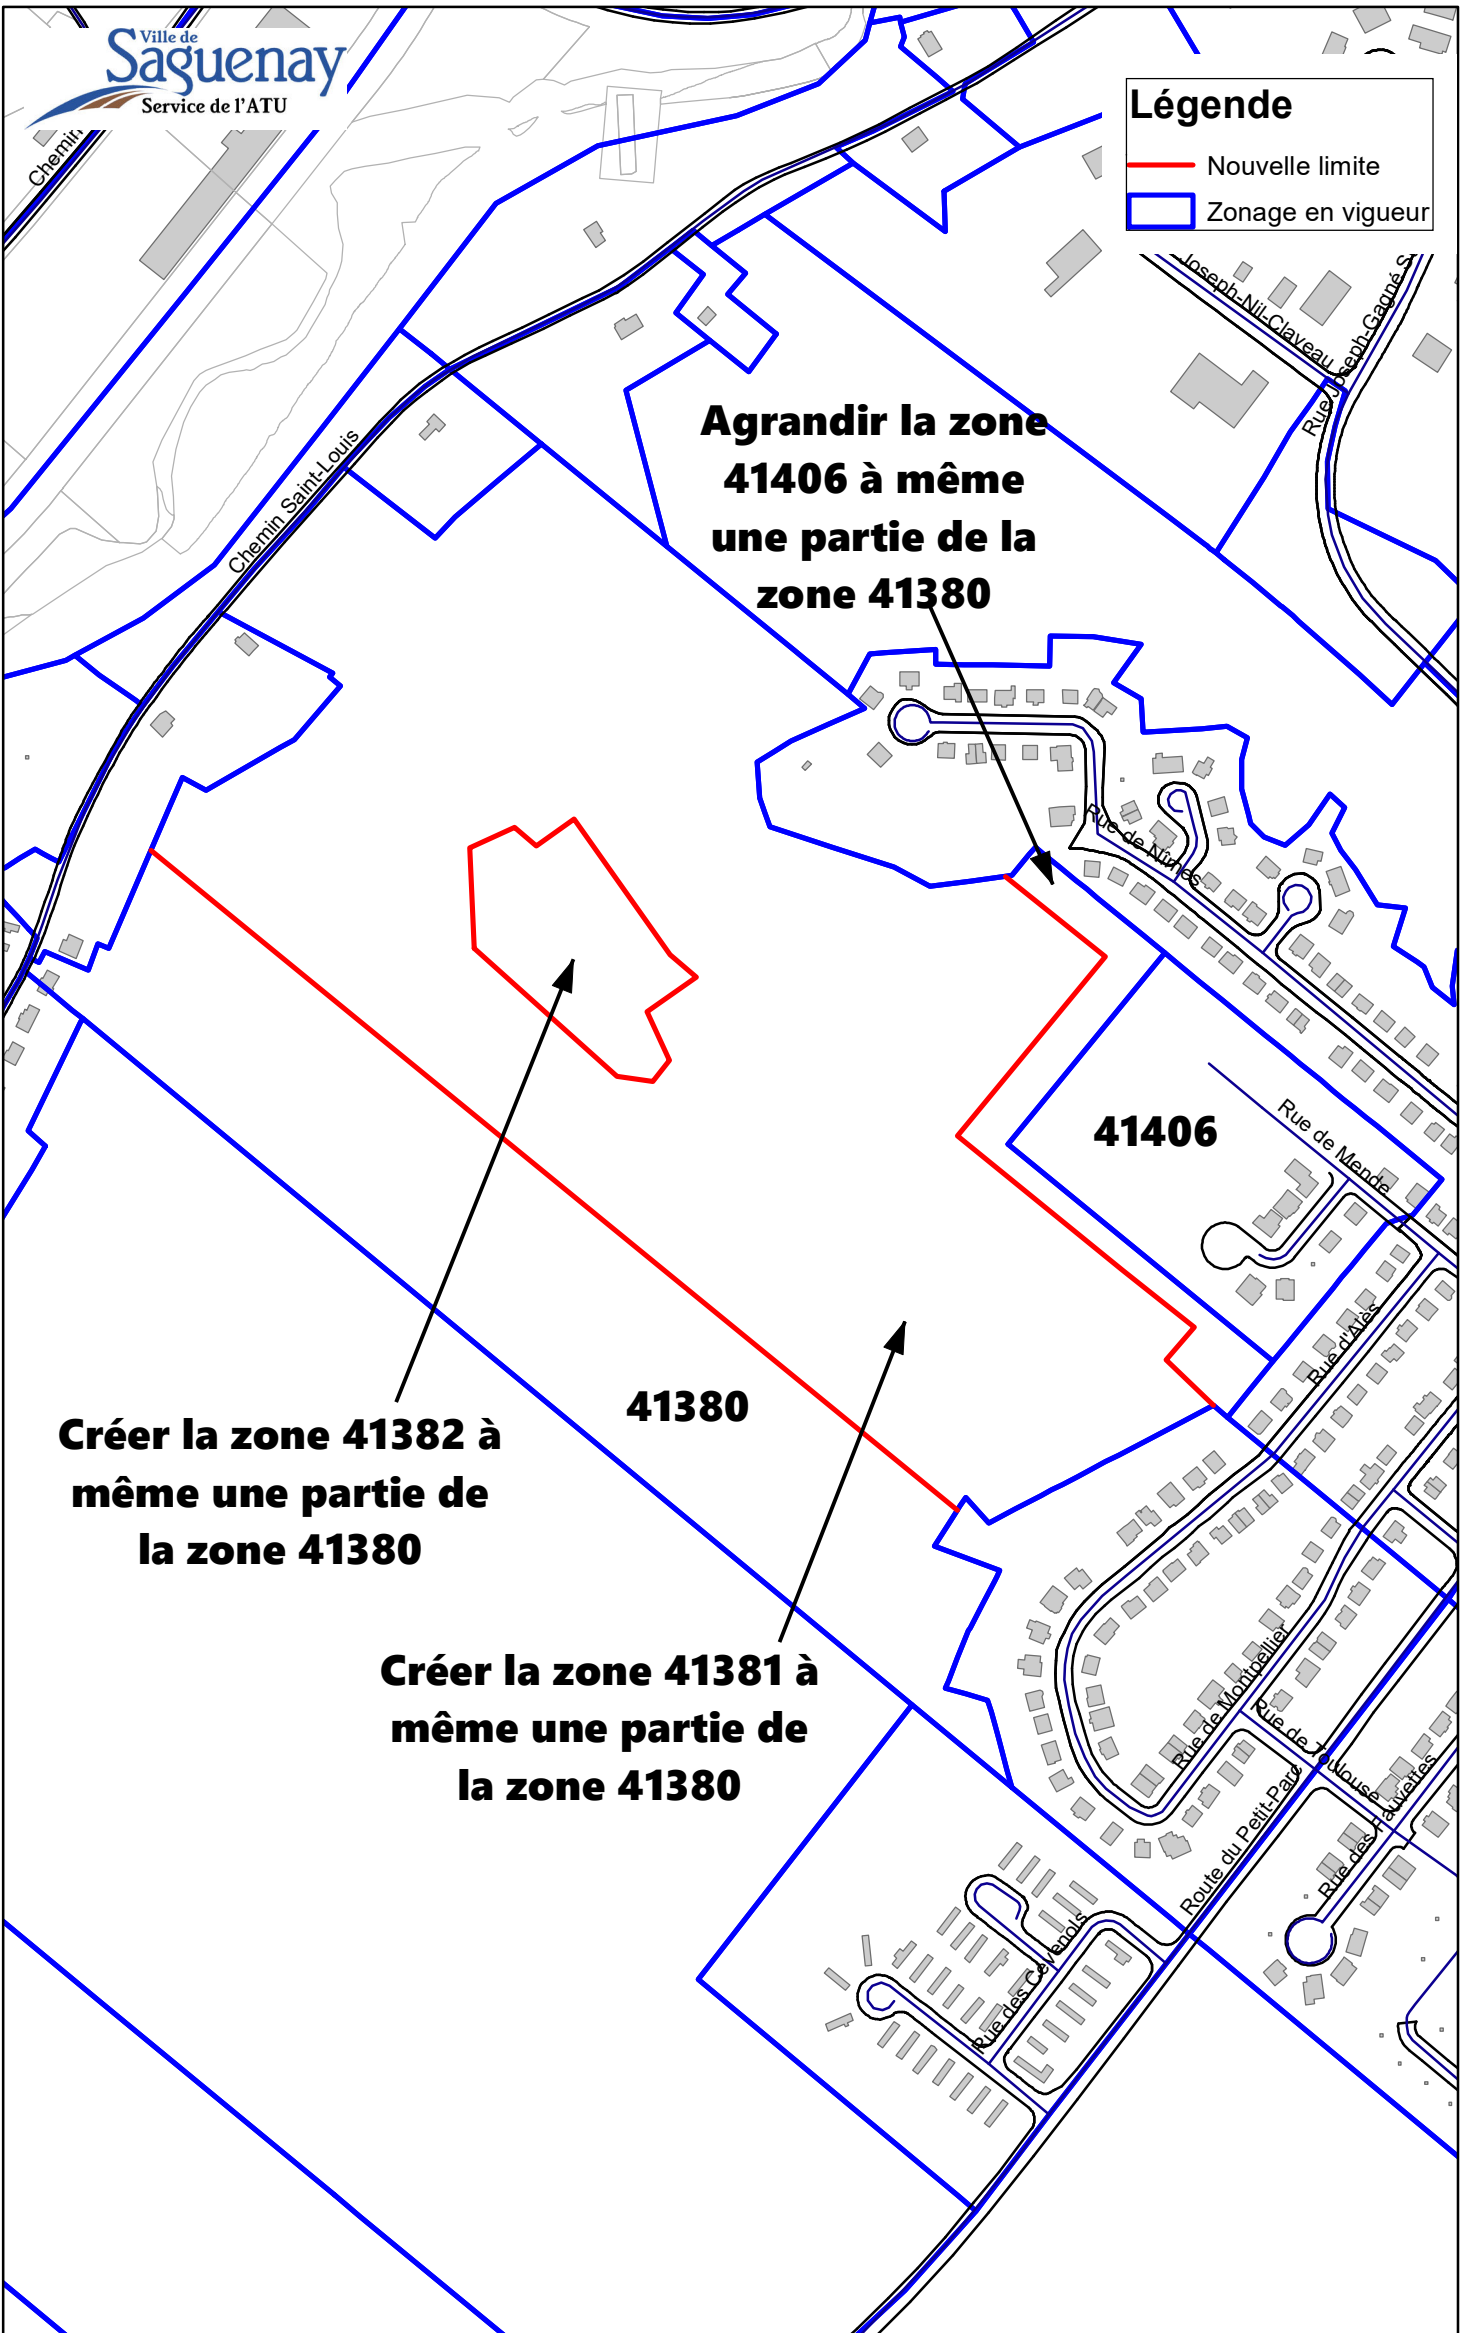 Ville de
Saguenay
Service de l'ATU
Légende
Nouvelle limite
Zonage en vigueur
Chemin
Joseph-Nil-Claveau
Rue Joseph-Gagné S
Chemin Saint-Louis
Agrandir la zone
41406 à même
une partie de la
zone 41380
Rue de Nîmes
41406
Rue de Mende
Rue d'Alès
41380
Créer la zone 41382 à
même une partie de
la zone 41380
Créer la zone 41381 à
même une partie de
la zone 41380
Rue de Montpellier
Rue de Toulouse
Route du Petit-Parc
Rue des Fauvettes
Rue des Cévenols